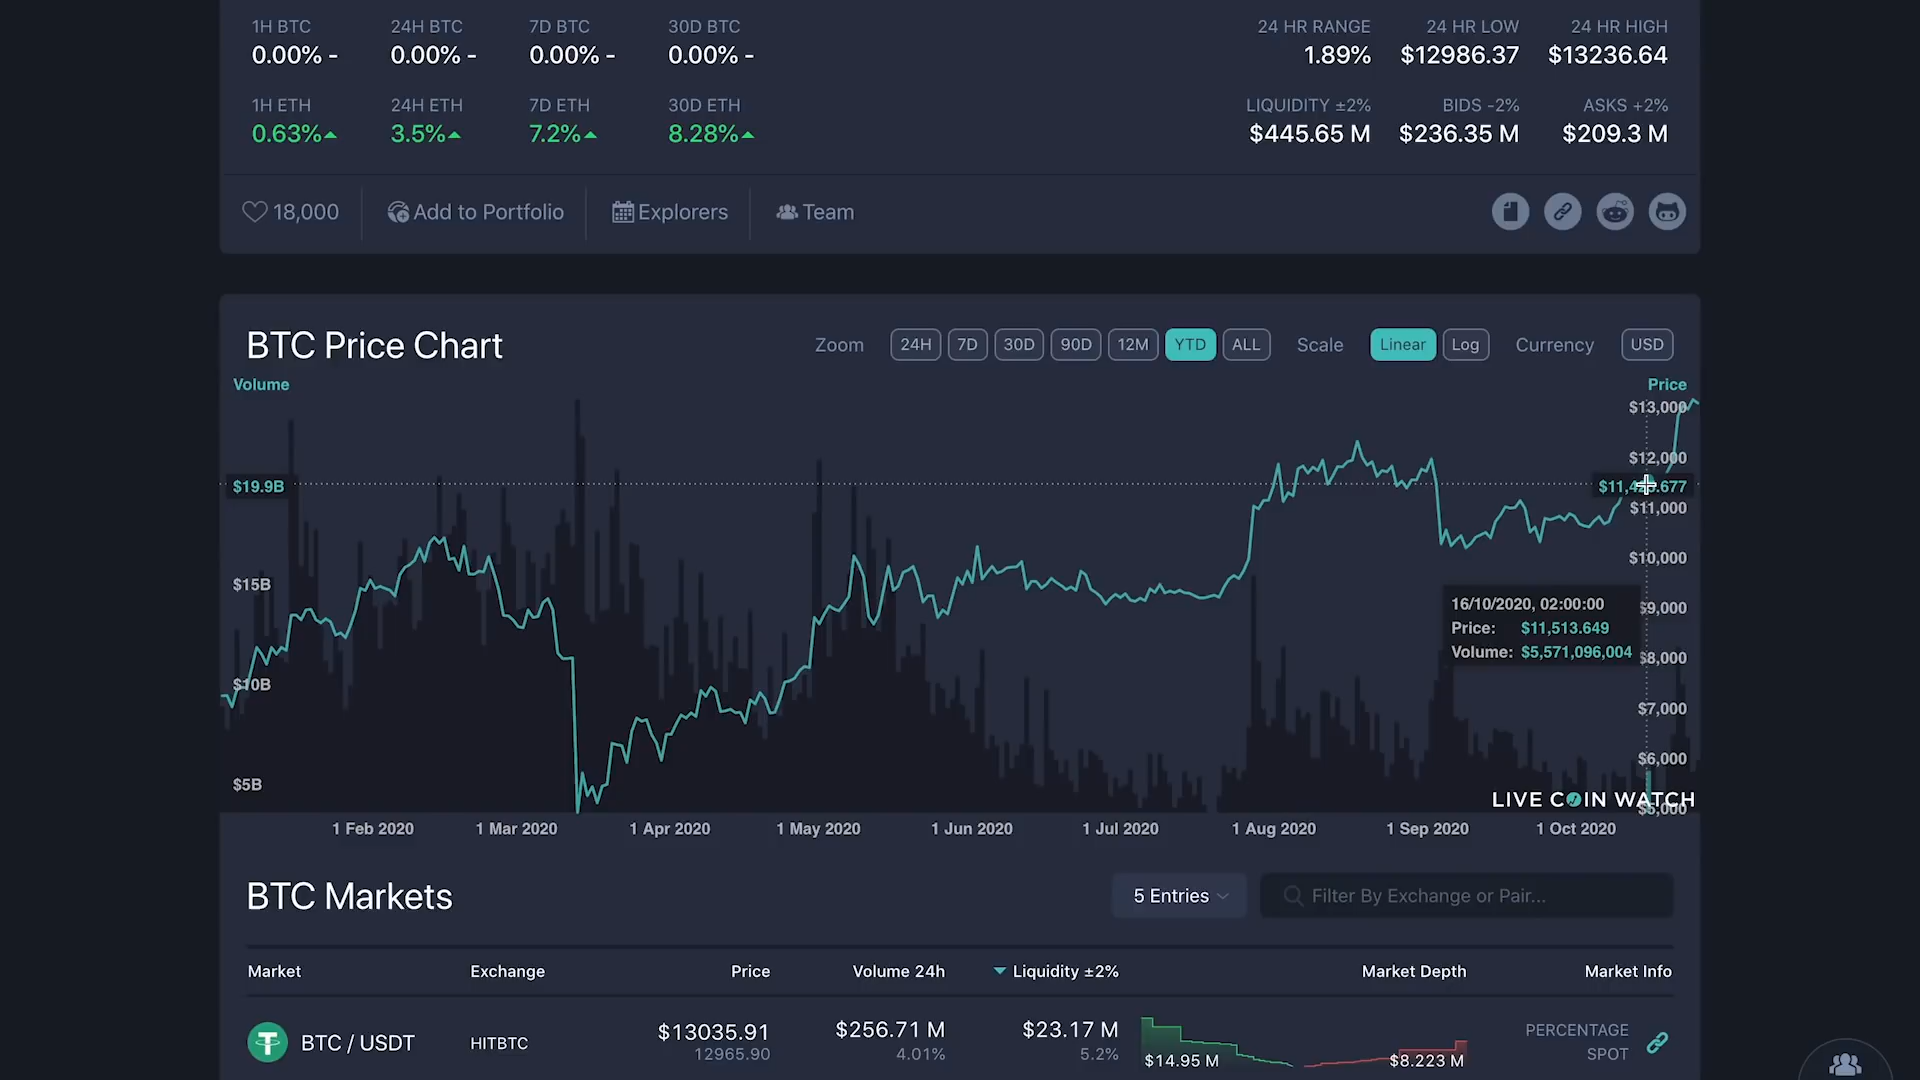 1H BTC 24H BTC 7D BTC 30D BTC 24 HR RANGE 24 HR LOW 24 HR HIGH
0.00% - 0.00% - 0.00% - 0.00% - 1.89% $12986.37 $13236.64
1H ETH 24H ETH 7D ETH 30D ETH LIQUIDITY ±2% BIDS -2% ASKS +2%
0.63% 3.5% 7.2% 8.28% $445.65 M $236.35 M $209.3 M
18,000 Add to Portfolio Explorers Team
BTC Price Chart Zoom 24H 7D 30D 90D 12M YTD ALL Scale Linear Log Currency USD
Volume Price
$13,000
$12,000
$19.9B
$11,000
$10,000
$15B
16/10/2020, 02:00:00 $9,000
Price: $11,513.649
Volume: $5,571,096,004 $8,000
$10B
$7,000
$6,000
$5B
LIVE COIN WATCH
$5,000
1 Feb 2020 1 Mar 2020 1 Apr 2020 1 May 2020 1 Jun 2020 1 Jul 2020 1 Aug 2020 1 Sep 2020 1 Oct 2020
BTC Markets 5 Entries Filter By Exchange or Pair...
Market Exchange Price Volume 24h Liquidity ±2% Market Depth Market Info
BTC / USDT HITBTC $13035.91 $256.71 M $23.17 M PERCENTAGE
12965.90 4.01% 5.2% $14.95 M $8.223 M SPOT